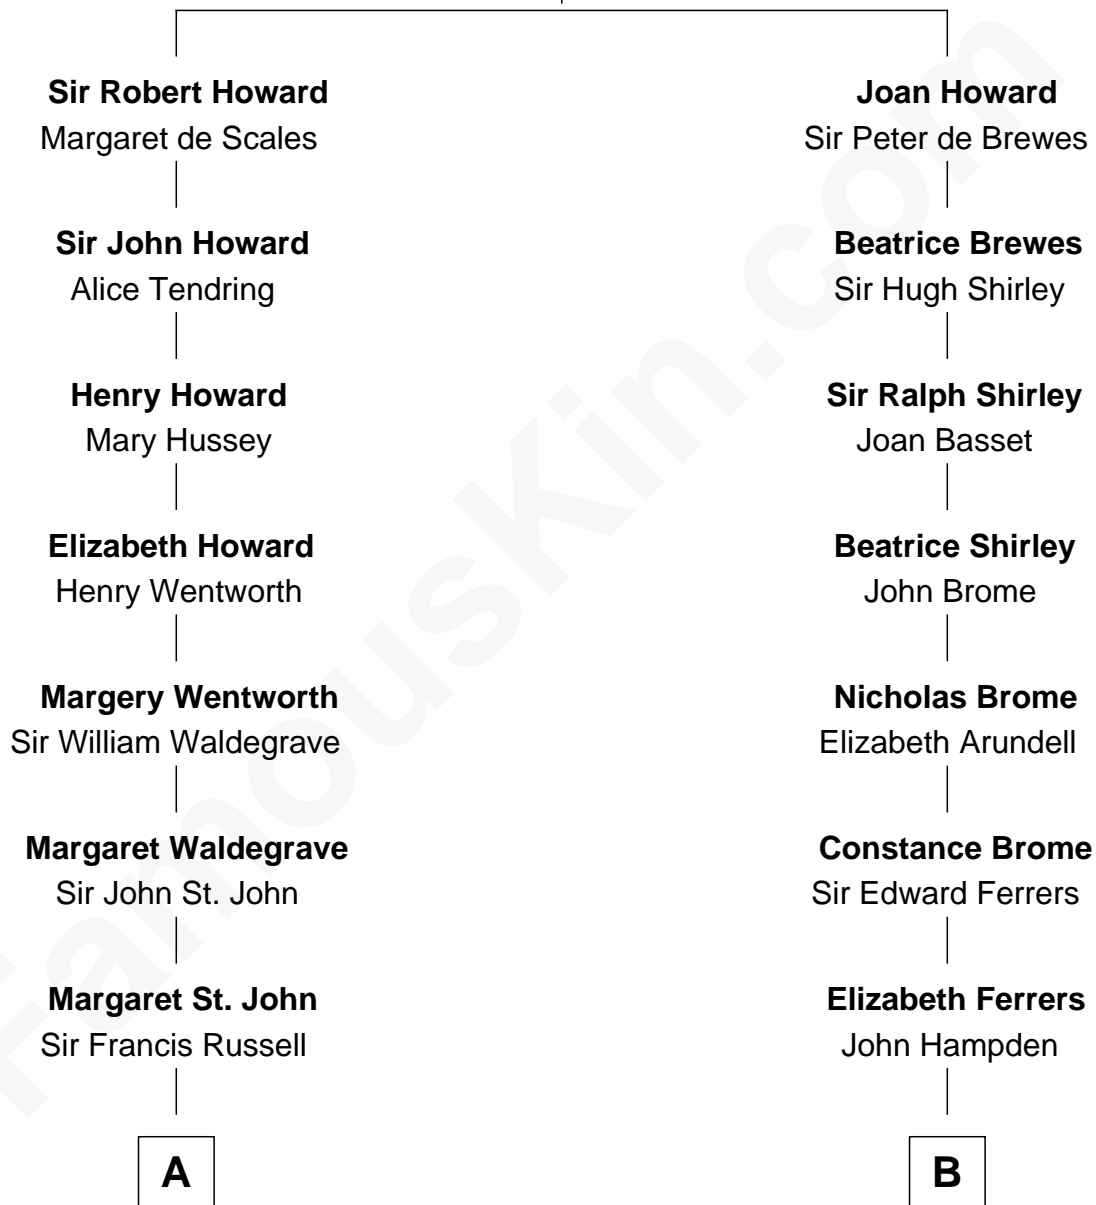 Sir Robert Howard
Margaret de Scales
Sir John Howard
Alice Tendring
Henry Howard
Mary Hussey
Elizabeth Howard
Henry Wentworth
Margery Wentworth
Sir William Waldegrave
Margaret Waldegrave
Sir John St. John
Margaret St. John
Sir Francis Russell
A
Joan Howard
Sir Peter de Brewes
Beatrice Brewes
Sir Hugh Shirley
Sir Ralph Shirley
Joan Basset
Beatrice Shirley
John Brome
Nicholas Brome
Elizabeth Arundell
Constance Brome
Sir Edward Ferrers
Elizabeth Ferrers
John Hampden
B
FamousKin.com